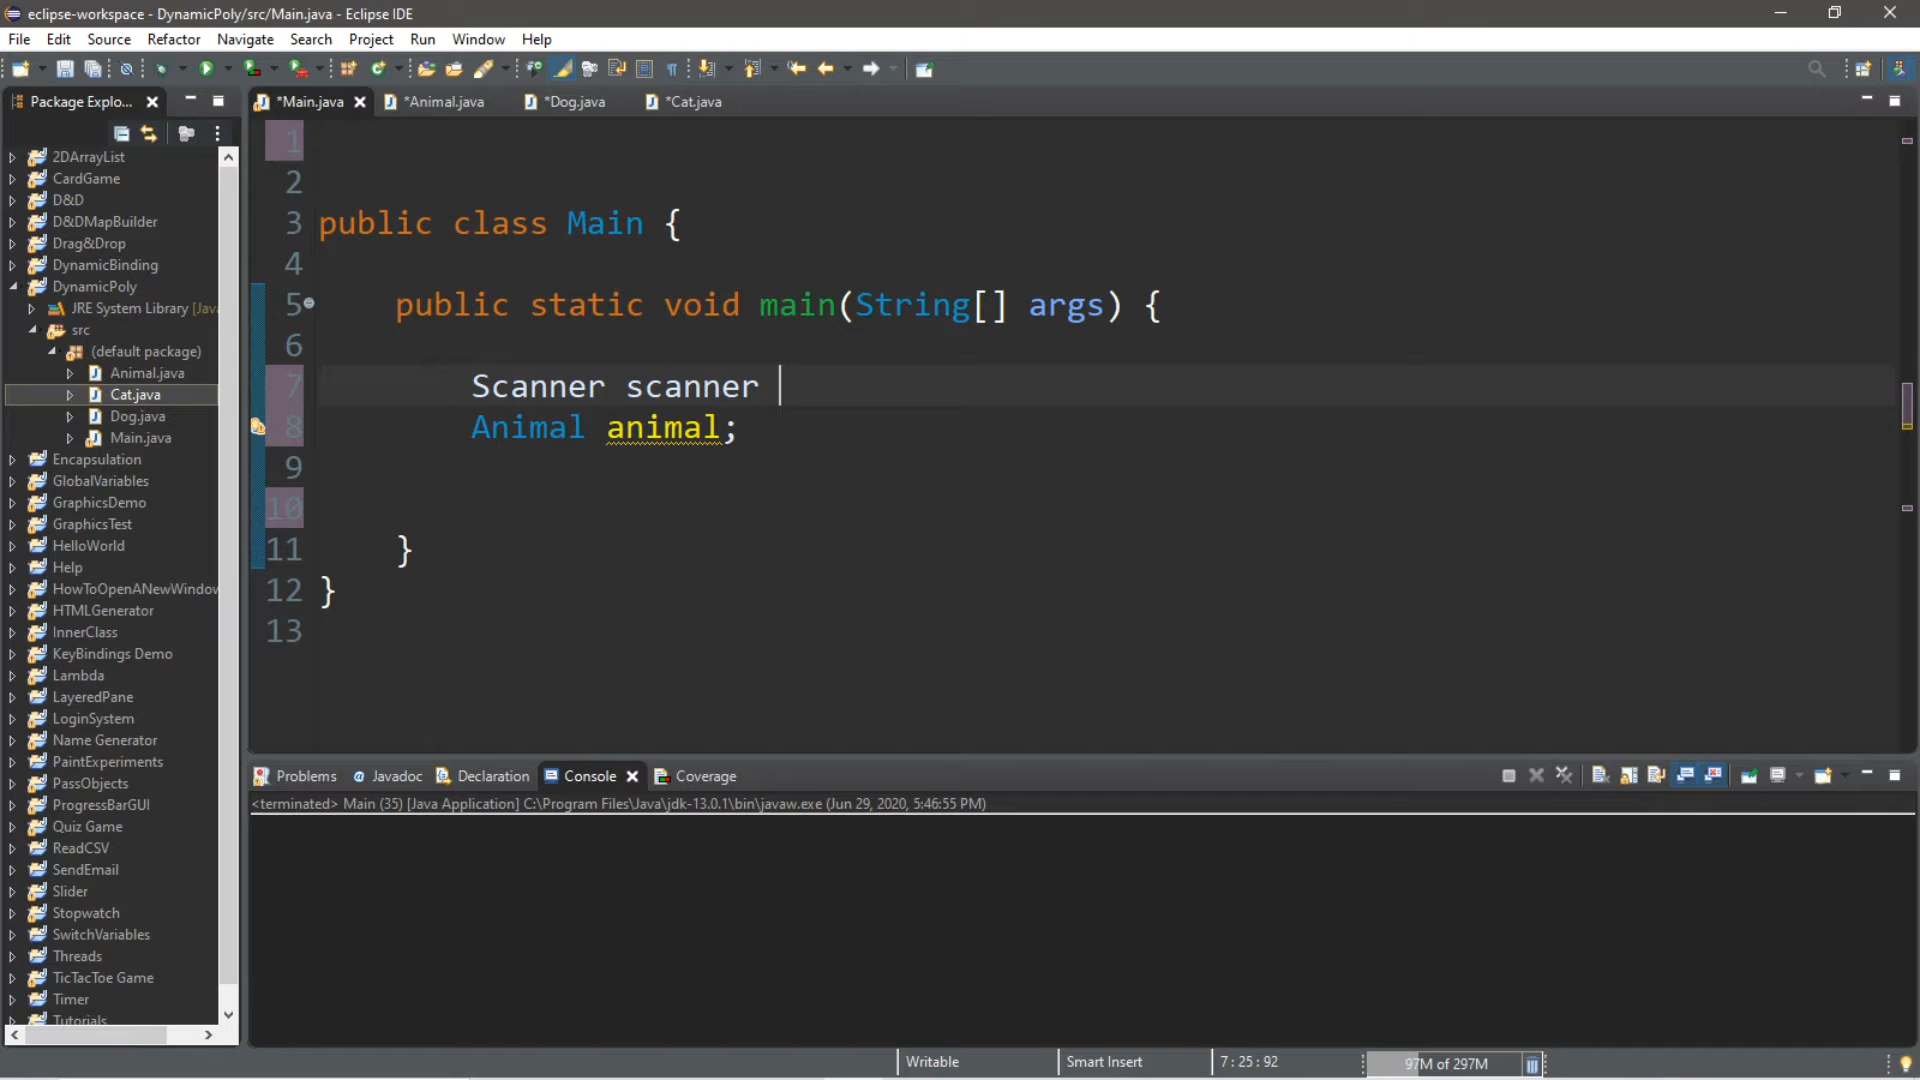 eclipse-workspace - DynamicPoly/src/Main.java - Eclipse IDE
File Edit Source Refactor Navigate Search Project Run Window Help
Package Explo...
*Main.java
*Animal.java
*Dog.java
*Cat.java
2DArrayList
CardGame
D&D
D&DMapBuilder
Drag&Drop
DynamicBinding
DynamicPoly
JRE System Library [Jav
src
(default package)
Animal.java
Cat.java
Dog.java
Main.java
Encapsulation
GlobalVariables
GraphicsDemo
GraphicsTest
HelloWorld
Help
HowToOpenANewWindow
HTMLGenerator
InnerClass
KeyBindings Demo
Lambda
LayeredPane
LoginSystem
Name Generator
PaintExperiments
PassObjects
ProgressBarGUI
Quiz Game
ReadCSV
SendEmail
Slider
Stopwatch
SwitchVariables
Threads
TicTacToe Game
Timer
Tutorials
1
2
3 public class Main {
4
5 public static void main(String[] args) {
6
7 Scanner scanner
8 Animal animal;
9
10
11 }
12 }
13
Problems @ Javadoc Declaration Console Coverage
<terminated> Main (35) [Java Application] C:\Program Files\Java\jdk-13.0.1\bin\javaw.exe (Jun 29, 2020, 5:46:55 PM)
Writable
Smart Insert
7 : 25 : 92
97M of 297M